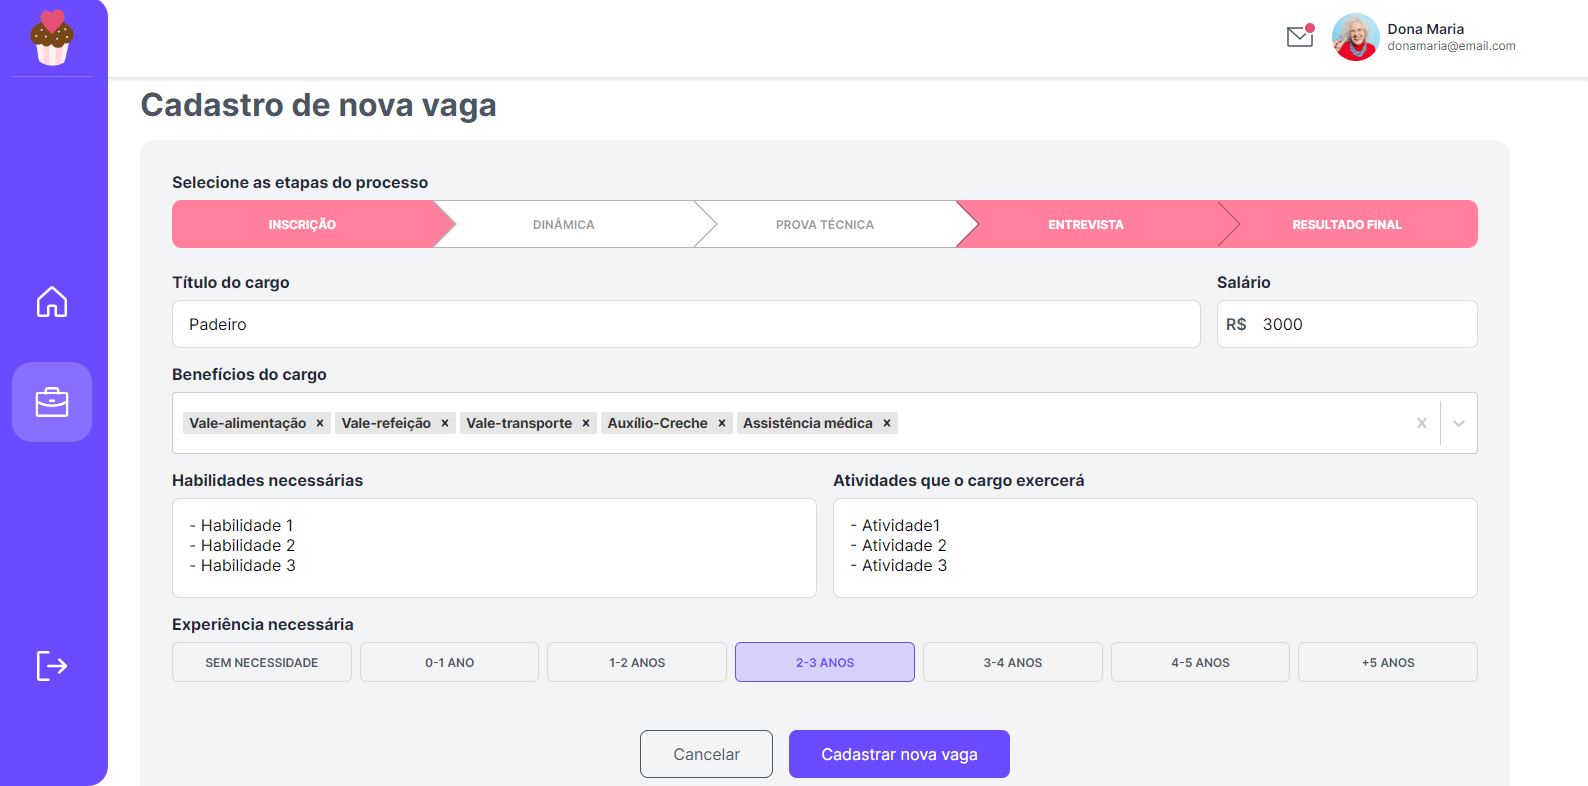 Dona Maria
donamaria@email.com
Cadastro de nova vaga
Selecione as etapas do processo
INSCRIÇÃO DINÂMICA PROVA TÉCNICA ENTREVISTA RESULTADO FINAL
Título do cargo Salário
Padeiro R$ 3000
Benefícios do cargo
Vale-alimentação × Vale-refeição × Vale-transporte × Auxílio-Creche × Assistência médica ×
Habilidades necessárias
- Habilidade 1
- Habilidade 2
- Habilidade 3
Atividades que o cargo exercerá
- Atividade1
- Atividade 2
- Atividade 3
Experiência necessária
SEM NECESSIDADE 0-1 ANO 1-2 ANOS 2-3 ANOS 3-4 ANOS 4-5 ANOS +5 ANOS
Cancelar Cadastrar nova vaga